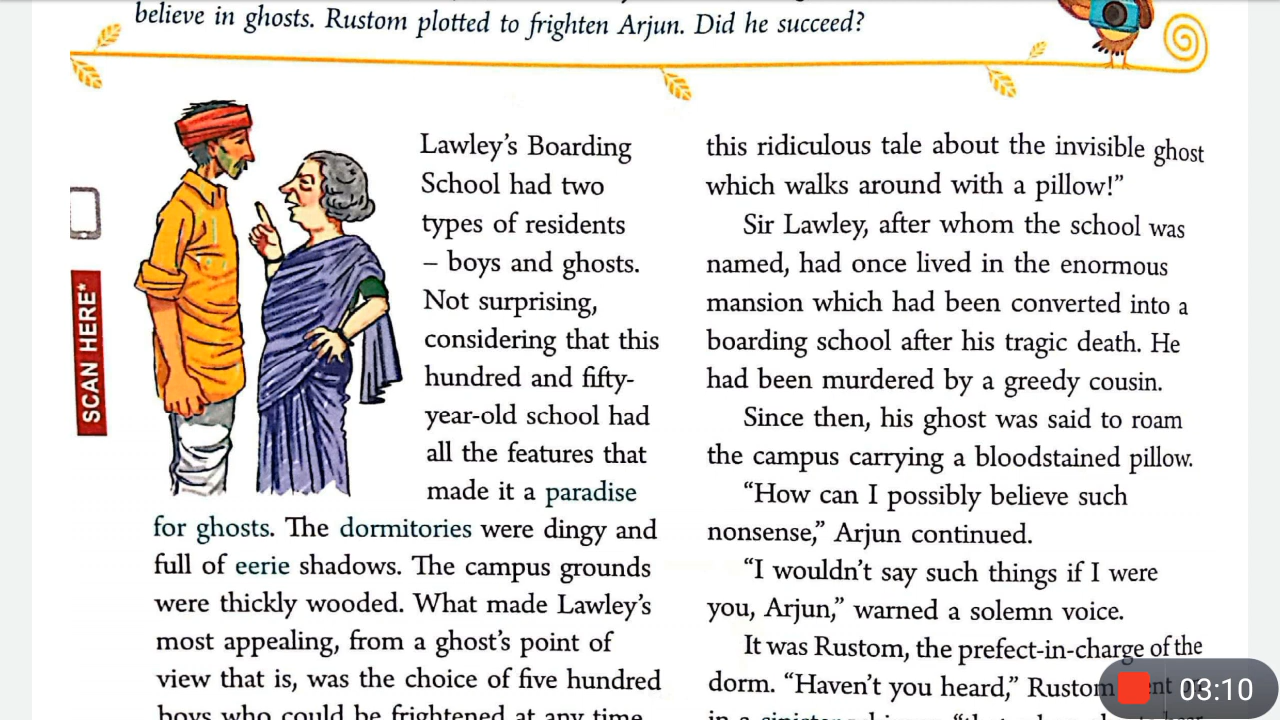 believe in ghosts. Rustom plotted to frighten Arjun. Did he succeed?
SCAN HERE*
Lawley's Boarding
School had two
types of residents
– boys and ghosts.
Not surprising,
considering that this
hundred and fifty-
year-old school had
all the features that
made it a paradise
for ghosts. The dormitories were dingy and
full of eerie shadows. The campus grounds
were thickly wooded. What made Lawley's
most appealing, from a ghost's point of
view that is, was the choice of five hundred
boys who could be frightened at any time
this ridiculous tale about the invisible ghost
which walks around with a pillow!"
Sir Lawley, after whom the school was
named, had once lived in the enormous
mansion which had been converted into a
boarding school after his tragic death. He
had been murdered by a greedy cousin.
Since then, his ghost was said to roam
the campus carrying a bloodstained pillow.
"How can I possibly believe such
nonsense," Arjun continued.
"I wouldn't say such things if I were
you, Arjun," warned a solemn voice.
It was Rustom, the prefect-in-charge of the
dorm. "Haven't you heard," Rustom
in a
03:10